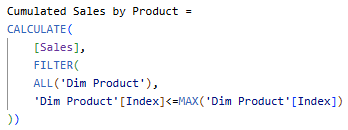 Cumulated Sales by Product =
CALCULATE(
[Sales],
FILTER(
ALL('Dim Product'),
'Dim Product'[Index]<=MAX('Dim Product'[Index])
))